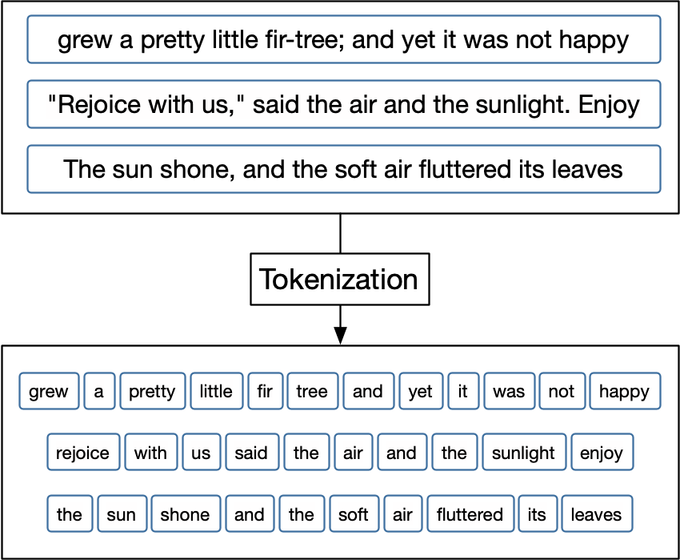 grew a pretty little fir-tree; and yet it was not happy
"Rejoice with us," said the air and the sunlight. Enjoy
The sun shone, and the soft air fluttered its leaves
Tokenization
grew a pretty little fir tree and yet it was not happy
rejoice with us said the air and the sunlight enjoy
the sun shone and the soft air fluttered its leaves